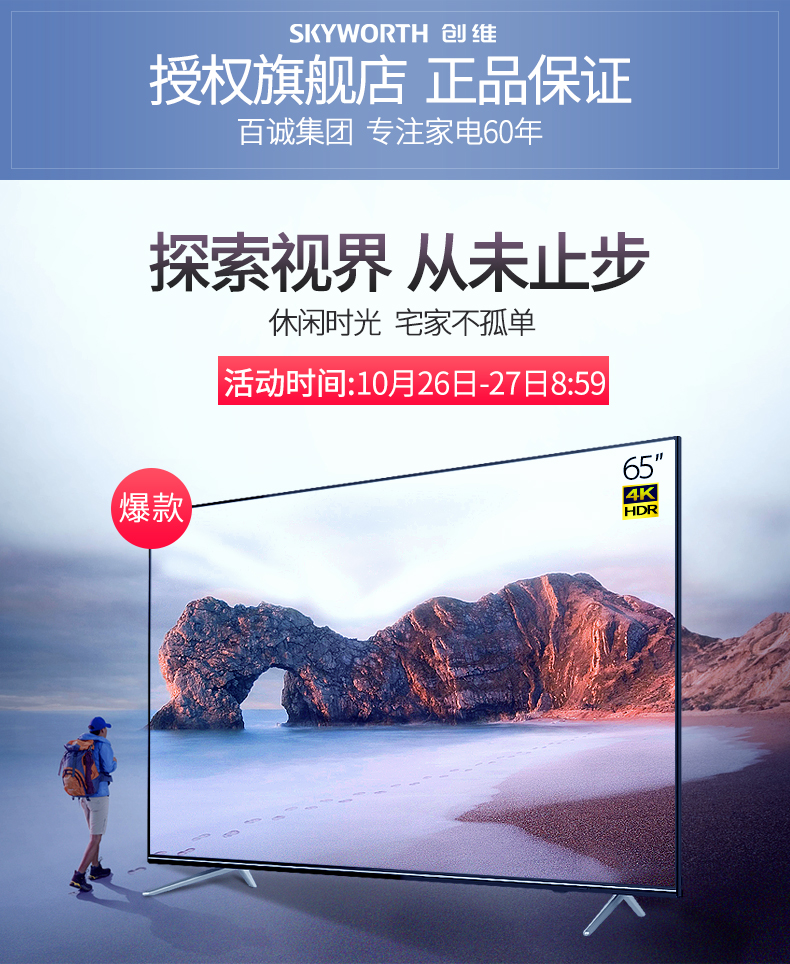 SKYWORTH 创维
授权旗舰店 正品保证
百诚集团 专注家电60年
探索视界 从未止步
休闲时光 宅家不孤单
活动时间:10月26日-27日8:59
65"
4K
HDR
爆款